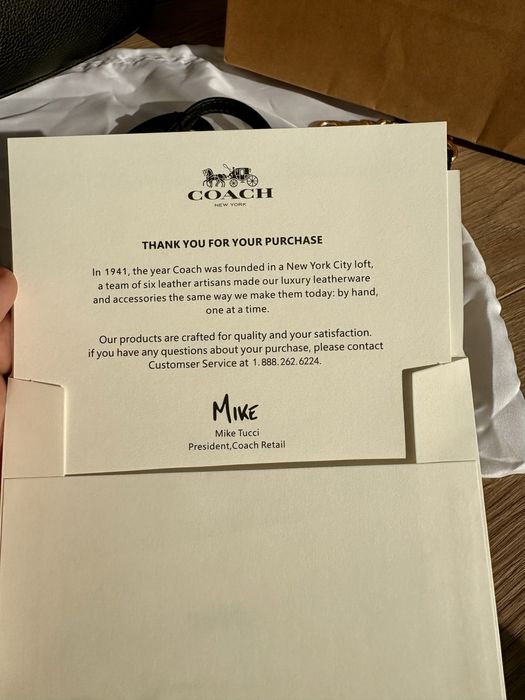 COACH
NEW YORK
THANK YOU FOR YOUR PURCHASE
In 1941, the year Coach was founded in a New York City loft,
a team of six leather artisans made our luxury leatherware
and accessories the same way we make them today: by hand,
one at a time.
Our products are crafted for quality and your satisfaction.
if you have any questions about your purchase, please contact
Customser Service at 1.888.262.6224.
MIKE
Mike Tucci
President,Coach Retail